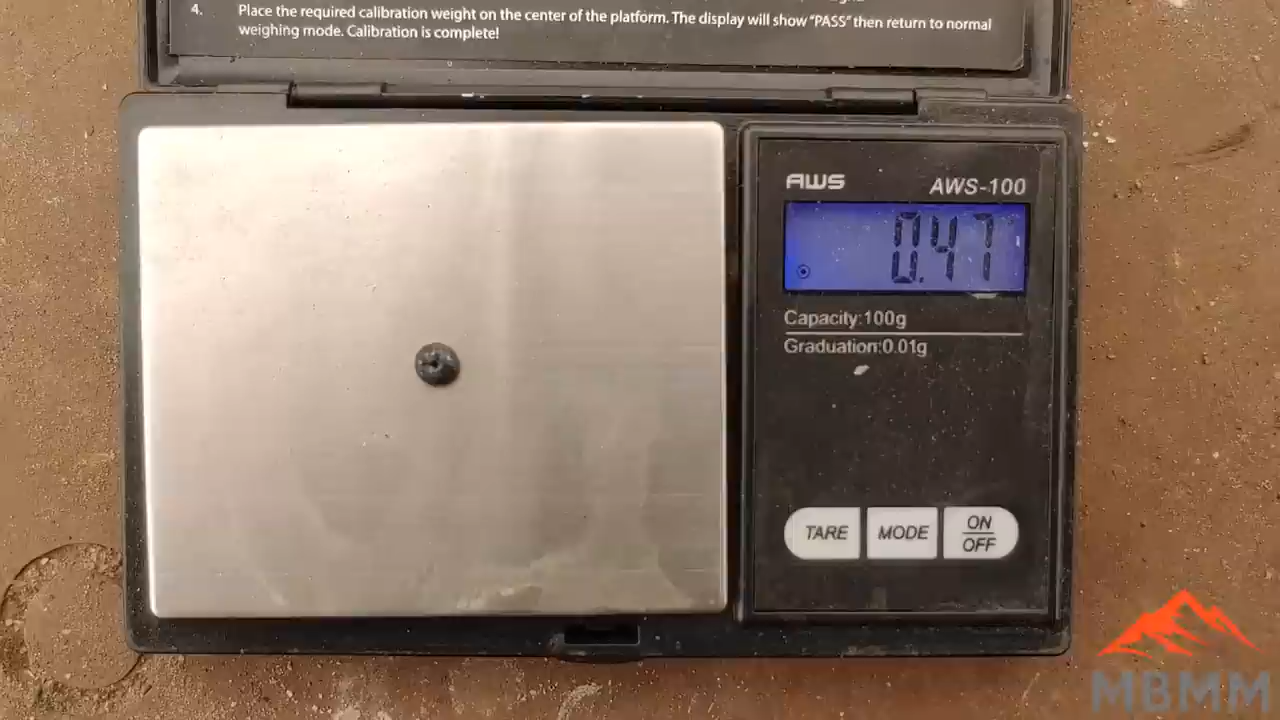 4. Place the required calibration weight on the center of the platform. The display will show "PASS" then return to normal
weighing mode. Calibration is complete!
AWS AWS-100
0.47
Capacity:100g
Graduation:0.01g
TARE MODE ON OFF
MBMM